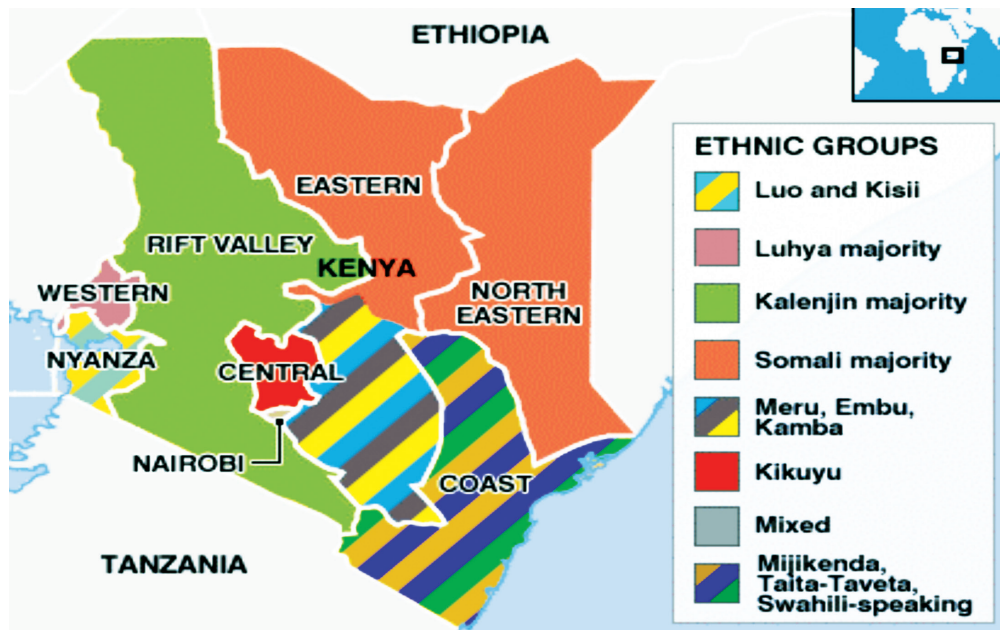 ETHIOPIA
EASTERN
RIFT VALLEY
KENYA
WESTERN
NORTH
EASTERN
NYANZA
CENTRAL
NAIROBI
COAST
TANZANIA
ETHNIC GROUPS
Luo and Kisii
Luhya majority
Kalenjin majority
Somali majority
Meru, Embu,
Kamba
Kikuyu
Mixed
Mijikenda,
Taita-Taveta,
Swahili-speaking